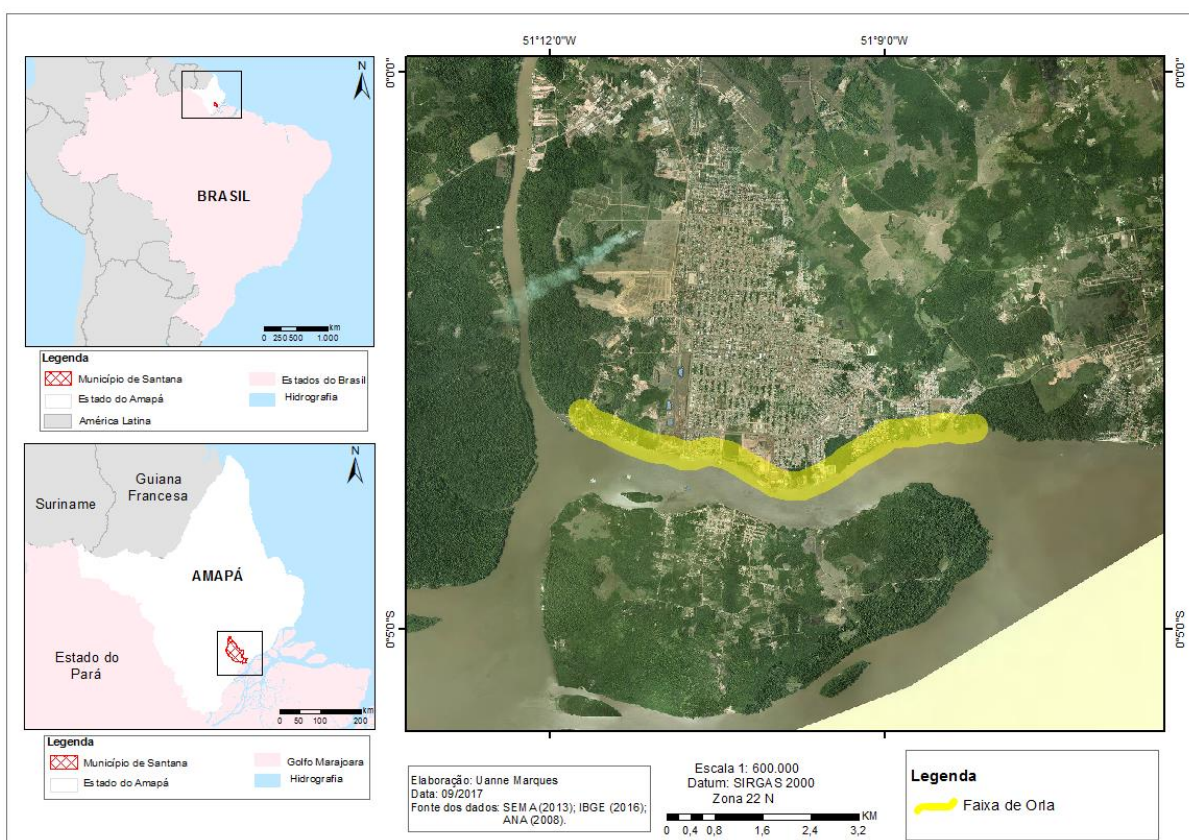 51°12'0"W
51°9'0"W
0°0'0"
0°0'0"
N
BRASIL
km
0 250 500 1.000
Legenda
Município de Santana
Estado do Amapá
América Latina
Estados do Brasil
Hidrografia
N
Guiana
Francesa
Suriname
AMAPÁ
Estado do
Pará
km
0 50 100 200
Legenda
Município de Santana
Estado do Amapá
Golfo Marajoara
Hidrografia
0°5'0"S
0°5'0"S
Elaboração: Uanne Marques
Data: 09/2017
Fonte dos dados: SEMA (2013); IBGE (2016);
ANA (2008).
Escala 1: 600.000
Datum: SIRGAS 2000
Zona 22 N
KM
0 0,4 0,8 1,6 2,4 3,2
Legenda
Faixa de Orla